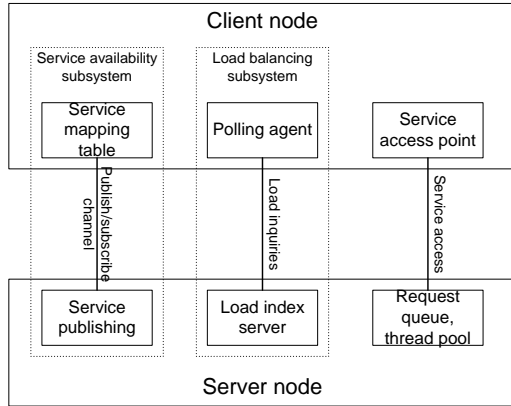 Client node
Service availability
subsystem
Load balancing
subsystem
Service
mapping
table
Polling agent
Service
access point
Publish/subscribe
channel
Load inquiries
Service access
Service
publishing
Load index
server
Request
queue,
thread pool
Server node